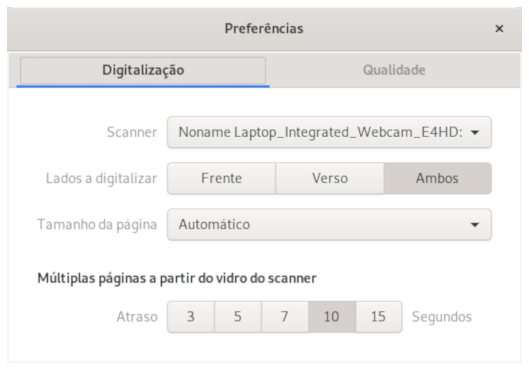 Preferências ×
Digitalização Qualidade
Scanner Noname Laptop_Integrated_Webcam_E4HD:
Lados a digitalizar Frente Verso Ambos
Tamanho da página Automático
Múltiplas páginas a partir do vidro do scanner
Atraso 3 5 7 10 15 Segundos